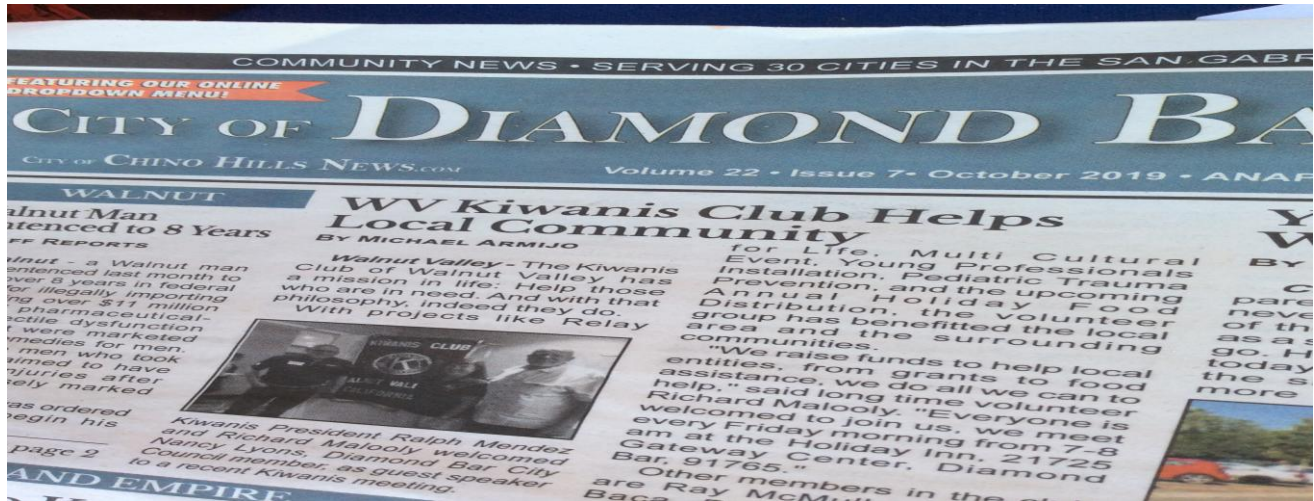 COMMUNITY NEWS • SERVING 30 CITIES IN THE SAN GABR
FEATURING OUR ONLINE
DROPDOWN MENU!
CITY OF DIAMOND BA
CITY OF CHINO HILLS NEWS.COM
Volume 22 • Issue 7• October 2019 • ANAF
WALNUT
alnut Man
ntenced to 8 Years
FF REPORTS
alnut - a Walnut man
entenced last month to
over 8 years in federal
for illegally importing
ng over $11 million
pharmaceutical-
ctile dysfunction
were marketed
medies for men.
men who took
aimed to have
njuries after
ely marked
as ordered
begin his
page 2
AND EMPIRE
WV Kiwanis Club Helps
Local Community
BY MICHAEL ARMIJO
Walnut Valley - The Kiwanis
Club of Walnut Valley has
a mission in life: Help those
who are in need. And with that
philosophy, indeed they do.
With projects like Relay
KIWANIS CLUB
ALNUT VALL
CALIFORNIA
Kiwanis President Ralph Mendez
and Richard Malooly welcomed
Nancy Lyons, Diamond Bar City
Council member, as guest speaker
to a recent Kiwanis meeting.
for Life, Multi Cultural
Event, Young Professionals
Installation, Pediatric Trauma
Prevention, and the upcoming
Annual Holiday Food
Distribution, the volunteer
group has benefitted the local
area and the surrounding
communities.
"We raise funds to help local
entities, from grants to food
assistance, we do all we can to
help," said long time volunteer
Richard Malooly. "Everyone is
welcomed to join us, we meet
every Friday morning from 7-8
am at the Holiday Inn, 21725
Gateway Center, Diamond
Bar, 91765."
Other members in the
are Ray
Baca
BY
pare
neve
of th
as a s
go. H
today
the s
more